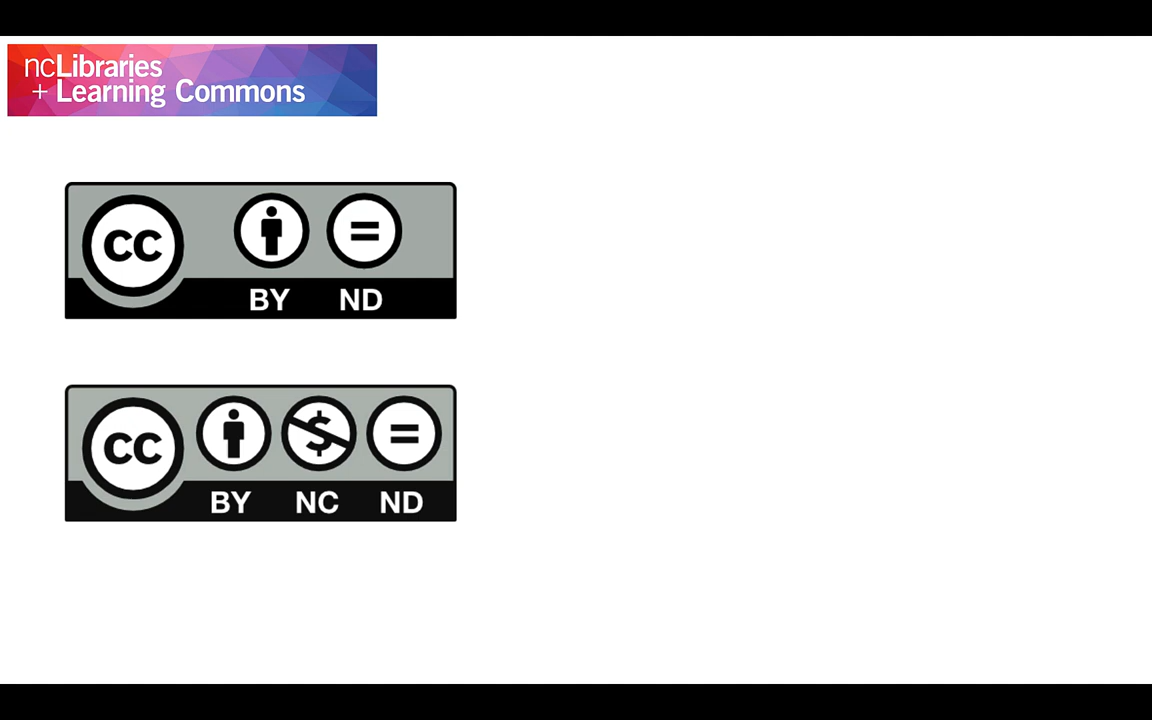 ncLibraries
+ Learning Commons
CC
BY ND
CC $
BY NC ND